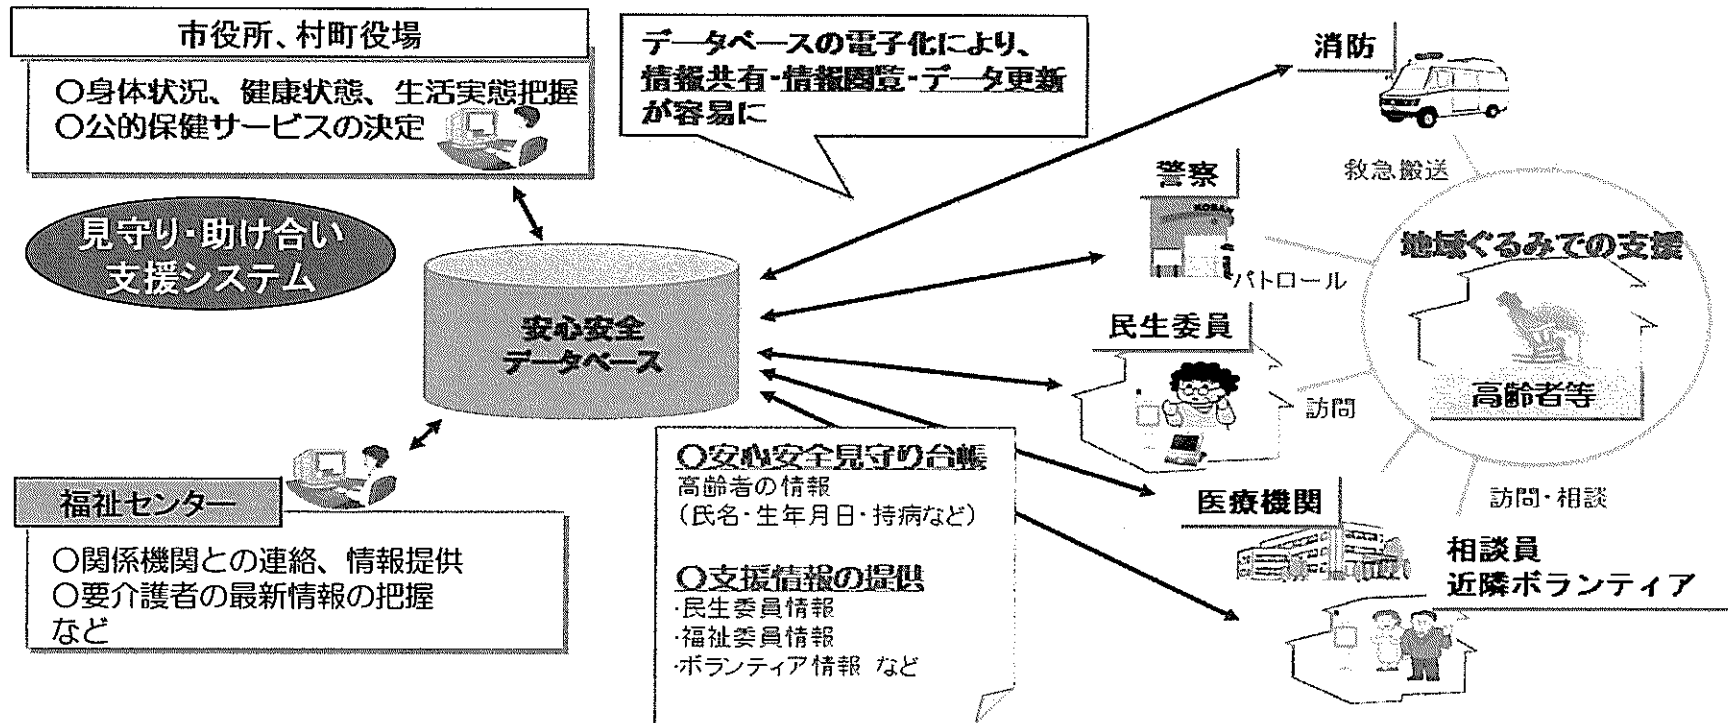 市役所、村町役場
〇身体状況、健康状態、生活実態把握
〇公的保健サービスの決定
見守り・助け合い
支援システム
データベースの電子化により、
情報共有・情報閲覧・データ更新
が容易に
安心安全
データベース
福祉センター
〇関係機関との連絡、情報提供
〇要介護者の最新情報の把握
など
〇安心安全見守り台帳
高齢者の情報
(氏名・生年月日・持病など)
〇支援情報の提供
・民生委員情報
・福祉委員情報
・ボランティア情報 など
消防
救急搬送
警察
KOBAN
パトロール
民生委員
訪問
地域ぐるみでの支援
高齢者等
医療機関
訪問・相談
相談員
近隣ボランティア